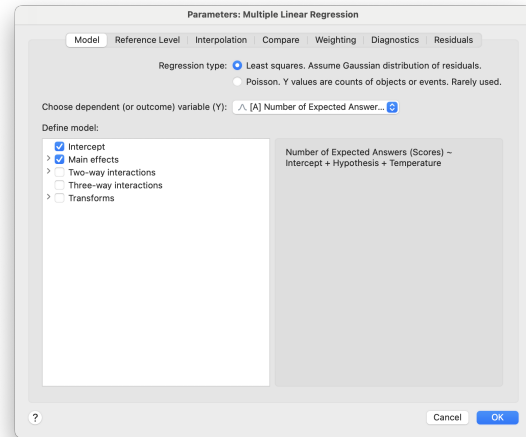 Parameters: Multiple Linear Regression
Model Reference Level Interpolation Compare Weighting Diagnostics Residuals
Regression type: Least squares. Assume Gaussian distribution of residuals.
Poisson. Y values are counts of objects or events. Rarely used.
Choose dependent (or outcome) variable (Y): [A] Number of Expected Answer...
Define model:
Intercept
Main effects
Two-way interactions
Three-way interactions
Transforms
Number of Expected Answers (Scores) ~
Intercept + Hypothesis + Temperature
? Cancel OK